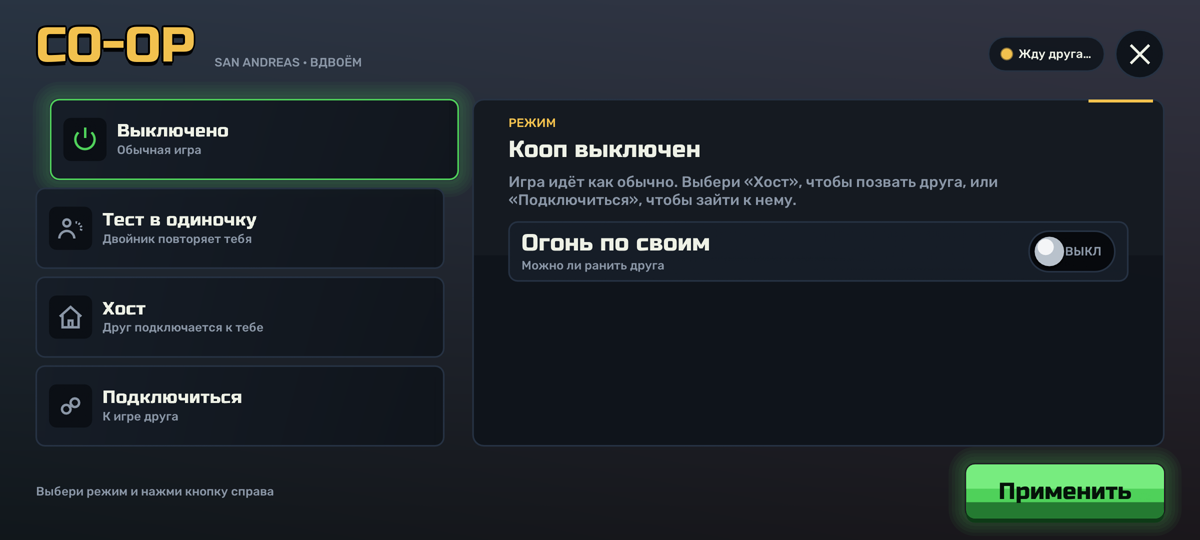 CO-OP
SAN ANDREAS • ВДВОЁМ
Жду друга...
Выключено
Обычная игра
Тест в одиночку
Двойник повторяет тебя
Хост
Друг подключается к тебе
Подключиться
К игре друга
РЕЖИМ
Кооп выключен
Игра идёт как обычно. Выбери «Хост», чтобы позвать друга, или
«Подключиться», чтобы зайти к нему.
Огонь по своим
Можно ли ранить друга
ВЫКЛ
Выбери режим и нажми кнопку справа
Применить